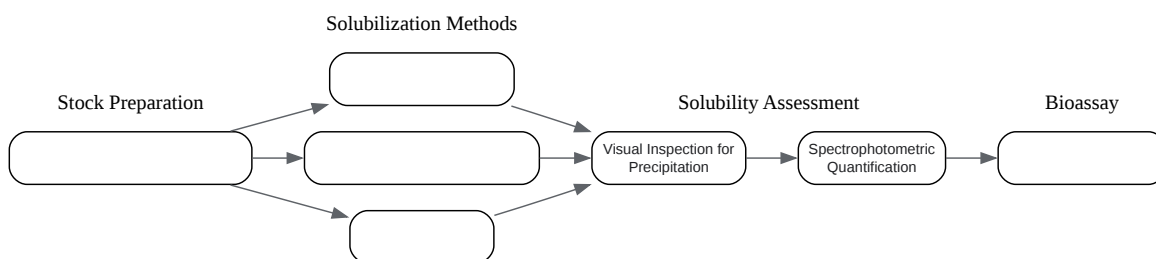 Solubilization Methods
Stock Preparation
Solubility Assessment
Bioassay
Visual Inspection for
Precipitation
Spectrophotometric
Quantification